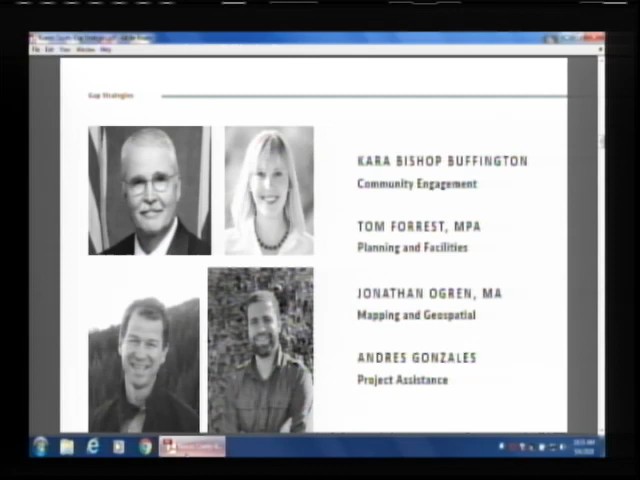 Gap Strategies
KARA BISHOP BUFFINGTON
Community Engagement
TOM FORREST, MPA
Planning and Facilities
JONATHAN OGREN, MA
Mapping and Geospatial
ANDRES GONZALES
Project Assistance